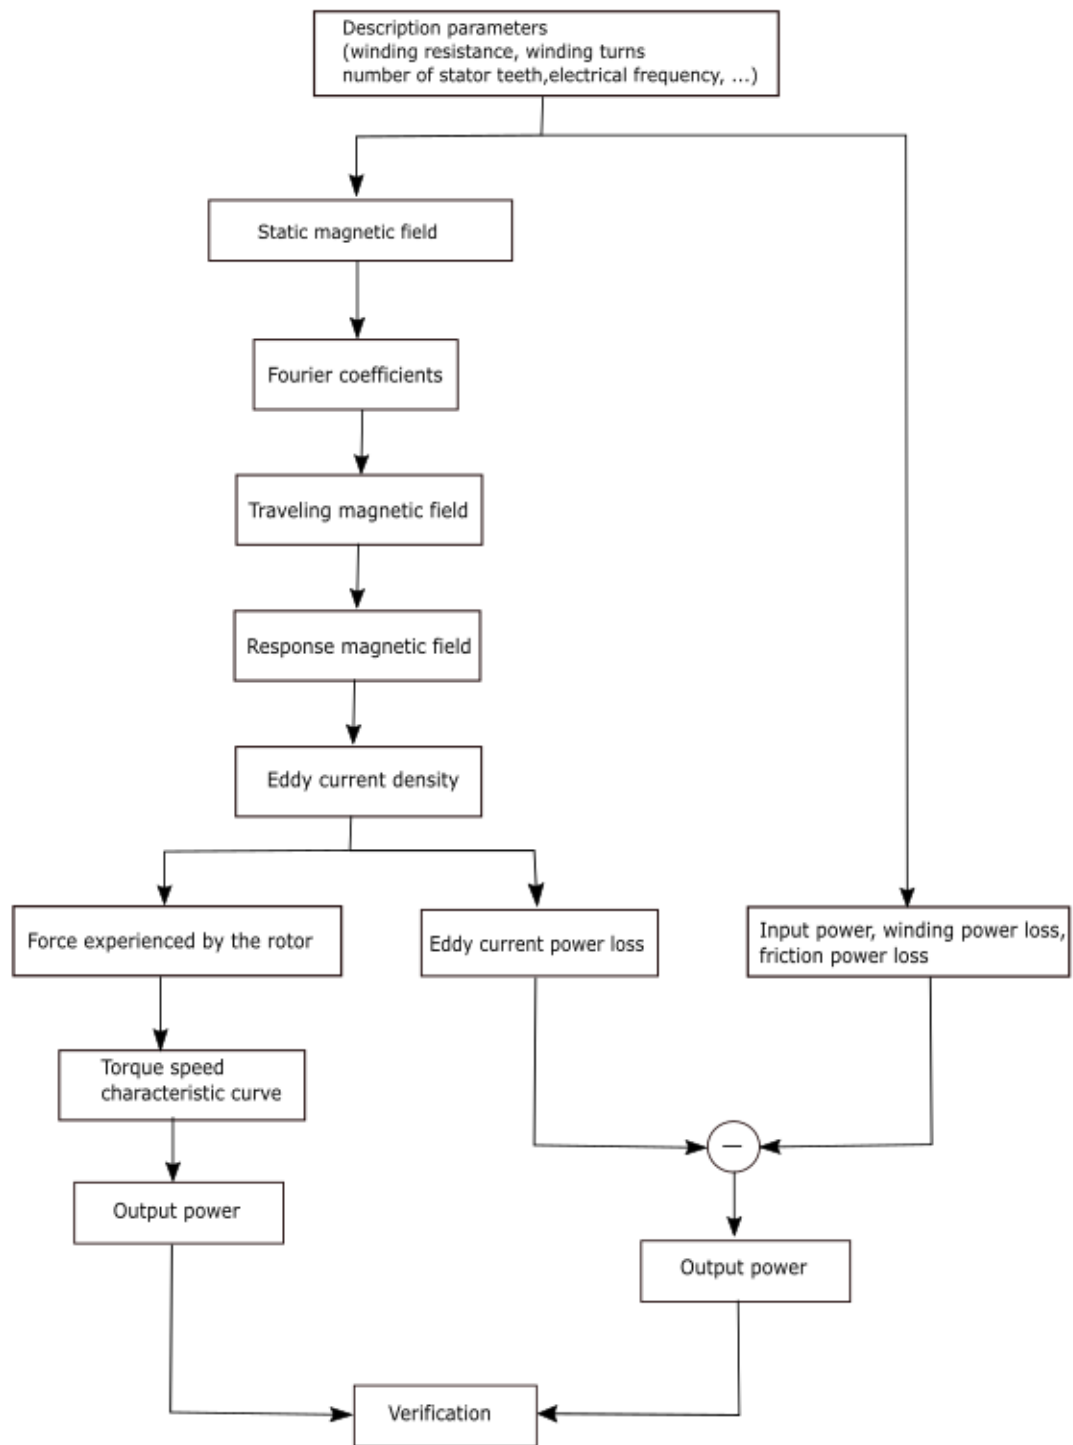 Description parameters
(winding resistance, winding turns
number of stator teeth,electrical frequency, ...)
Static magnetic field
Fourier coefficients
Traveling magnetic field
Response magnetic field
Eddy current density
Force experienced by the rotor
Eddy current power loss
Input power, winding power loss,
friction power loss
Torque speed
characteristic curve
−
Output power
Output power
Verification